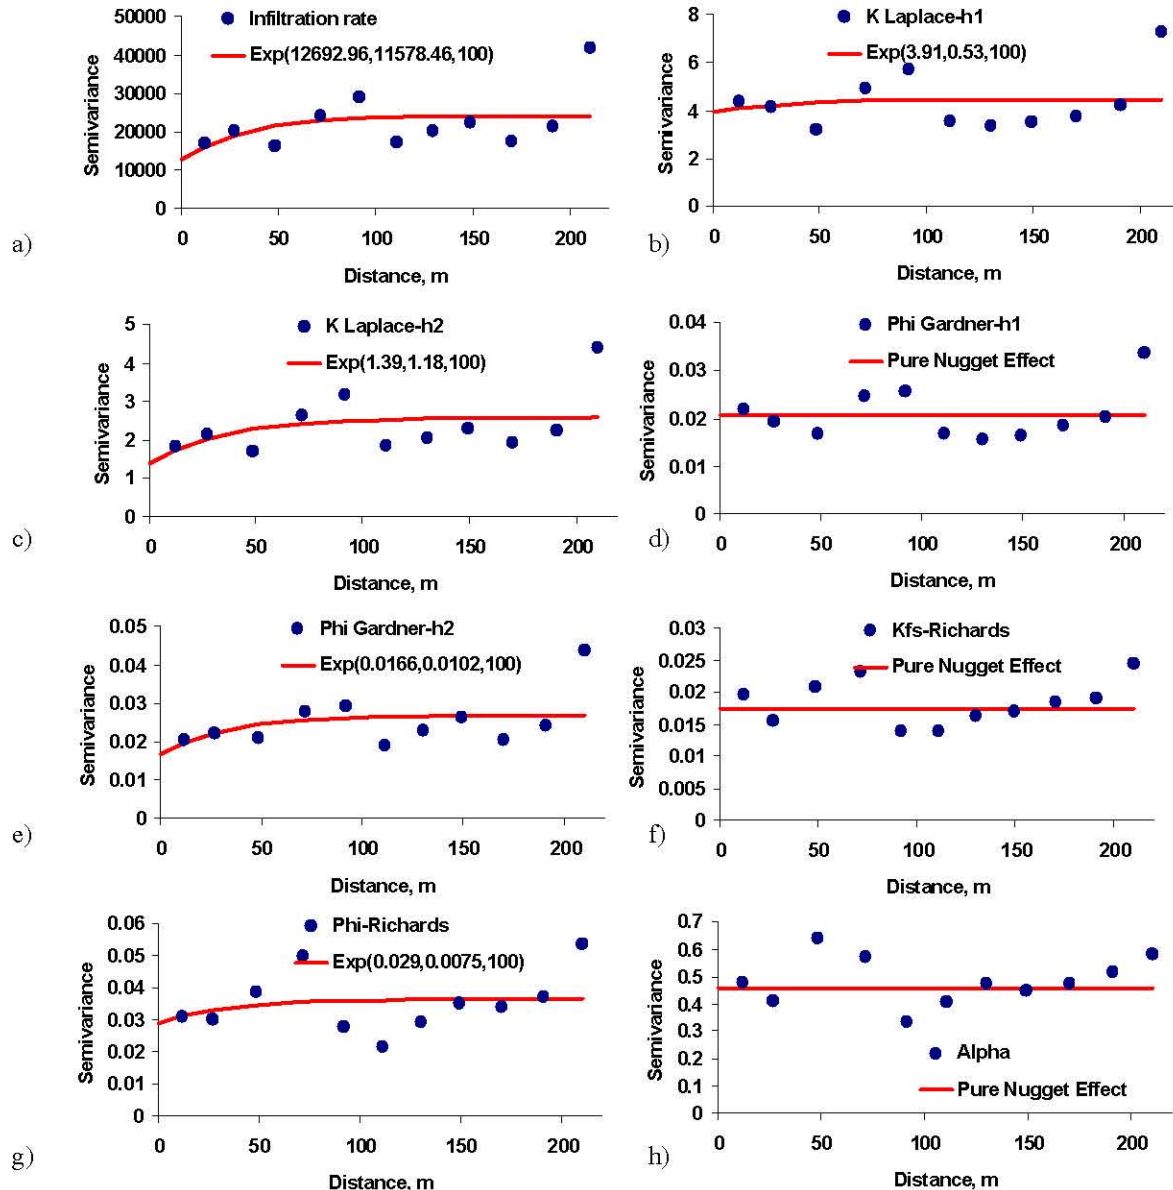 50000
40000
30000
20000
10000
0
Semivariance
Infiltration rate
Exp(12692.96,11578.46,100)
0 50 100 150 200
Distance, m
a)
8
6
4
2
0
Semivariance
K Laplace-h1
Exp(3.91,0.53,100)
0 50 100 150 200
Distance, m
b)
5
4
3
2
1
0
Semivariance
K Laplace-h2
Exp(1.39,1.18,100)
0 50 100 150 200
Distance, m
c)
0.04
0.03
0.02
0.01
0
Semivariance
Phi Gardner-h1
Pure Nugget Effect
0 50 100 150 200
Distance, m
d)
0.05
0.04
0.03
0.02
0.01
0
Semivariance
Phi Gardner-h2
Exp(0.0166,0.0102,100)
0 50 100 150 200
Distance, m
e)
0.03
0.025
0.02
0.015
0.01
0.005
0
Semivariance
Kfs-Richards
Pure Nugget Effect
0 50 100 150 200
Distance, m
f)
0.06
0.05
0.04
0.03
0.02
0.01
0
Semivariance
Phi-Richards
Exp(0.029,0.0075,100)
0 50 100 150 200
Distance, m
g)
0.7
0.6
0.5
0.4
0.3
0.2
0.1
0
Semivariance
Alpha
Pure Nugget Effect
0 50 100 150 200
Distance, m
h)